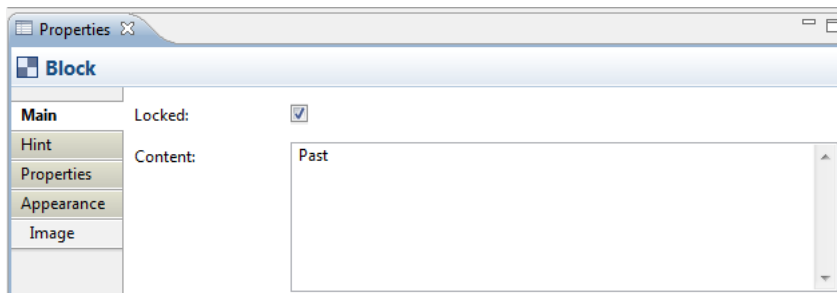 Properties
Block
Main
Locked:
Hint
Content:
Past
Properties
Appearance
Image